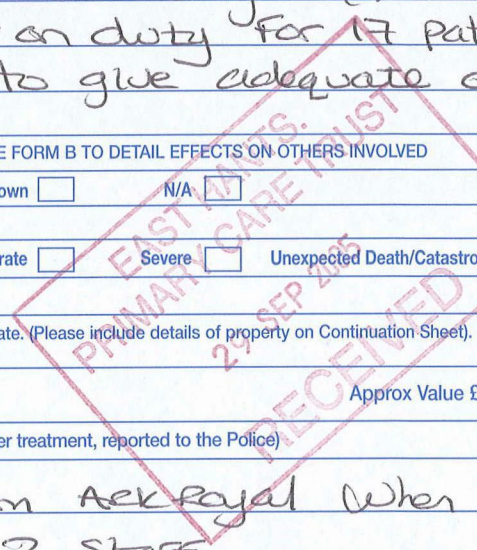 on duty For 17 pat
to give adequate
E FORM B TO DETAIL EFFECTS ON OTHERS INVOLVED
own N/A
rate Severe Unexpected Death/Catastro
ate. (Please include details of property on Continuation Sheet).
Approx Value £
er treatment, reported to the Police)
When
Staff
EAST HANTS.
PRIMARY CARE TRUST
29 SEP 2005
RECEIVED